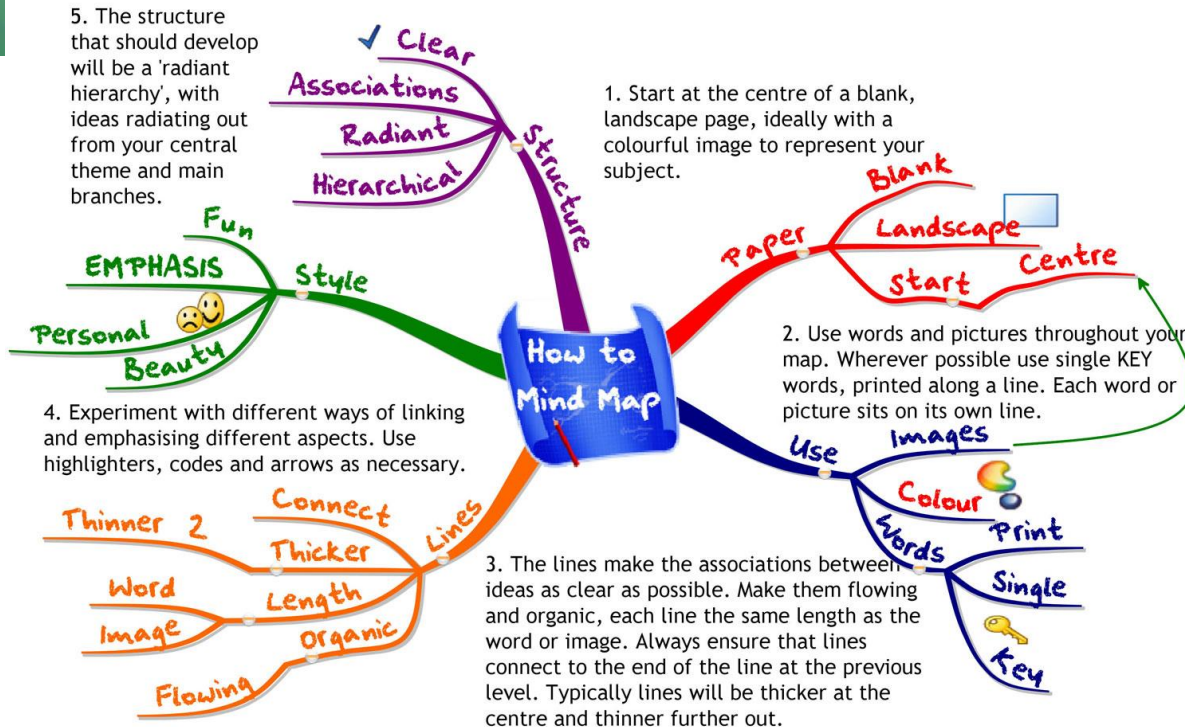 5. The structure
that should develop
will be a 'radiant
hierarchy', with
ideas radiating out
from your central
theme and main
branches.
Clear
Associations
Radiant
Hierarchical
Structure
1. Start at the centre of a blank,
landscape page, ideally with a
colourful image to represent your
subject.
Paper
Blank
Landscape
Start
Centre
Fun
EMPHASIS
Personal
Beauty
Style
How to
Mind Map
2. Use words and pictures throughout your
map. Wherever possible use single KEY
words, printed along a line. Each word or
picture sits on its own line.
Use
Images
Colour
Words
Print
Single
Key
4. Experiment with different ways of linking
and emphasising different aspects. Use
highlighters, codes and arrows as necessary.
Lines
Connect
Thinner 2
Thicker
Length
Word
Image
Organic
Flowing
3. The lines make the associations between
ideas as clear as possible. Make them flowing
and organic, each line the same length as the
word or image. Always ensure that lines
connect to the end of the line at the previous
level. Typically lines will be thicker at the
centre and thinner further out.